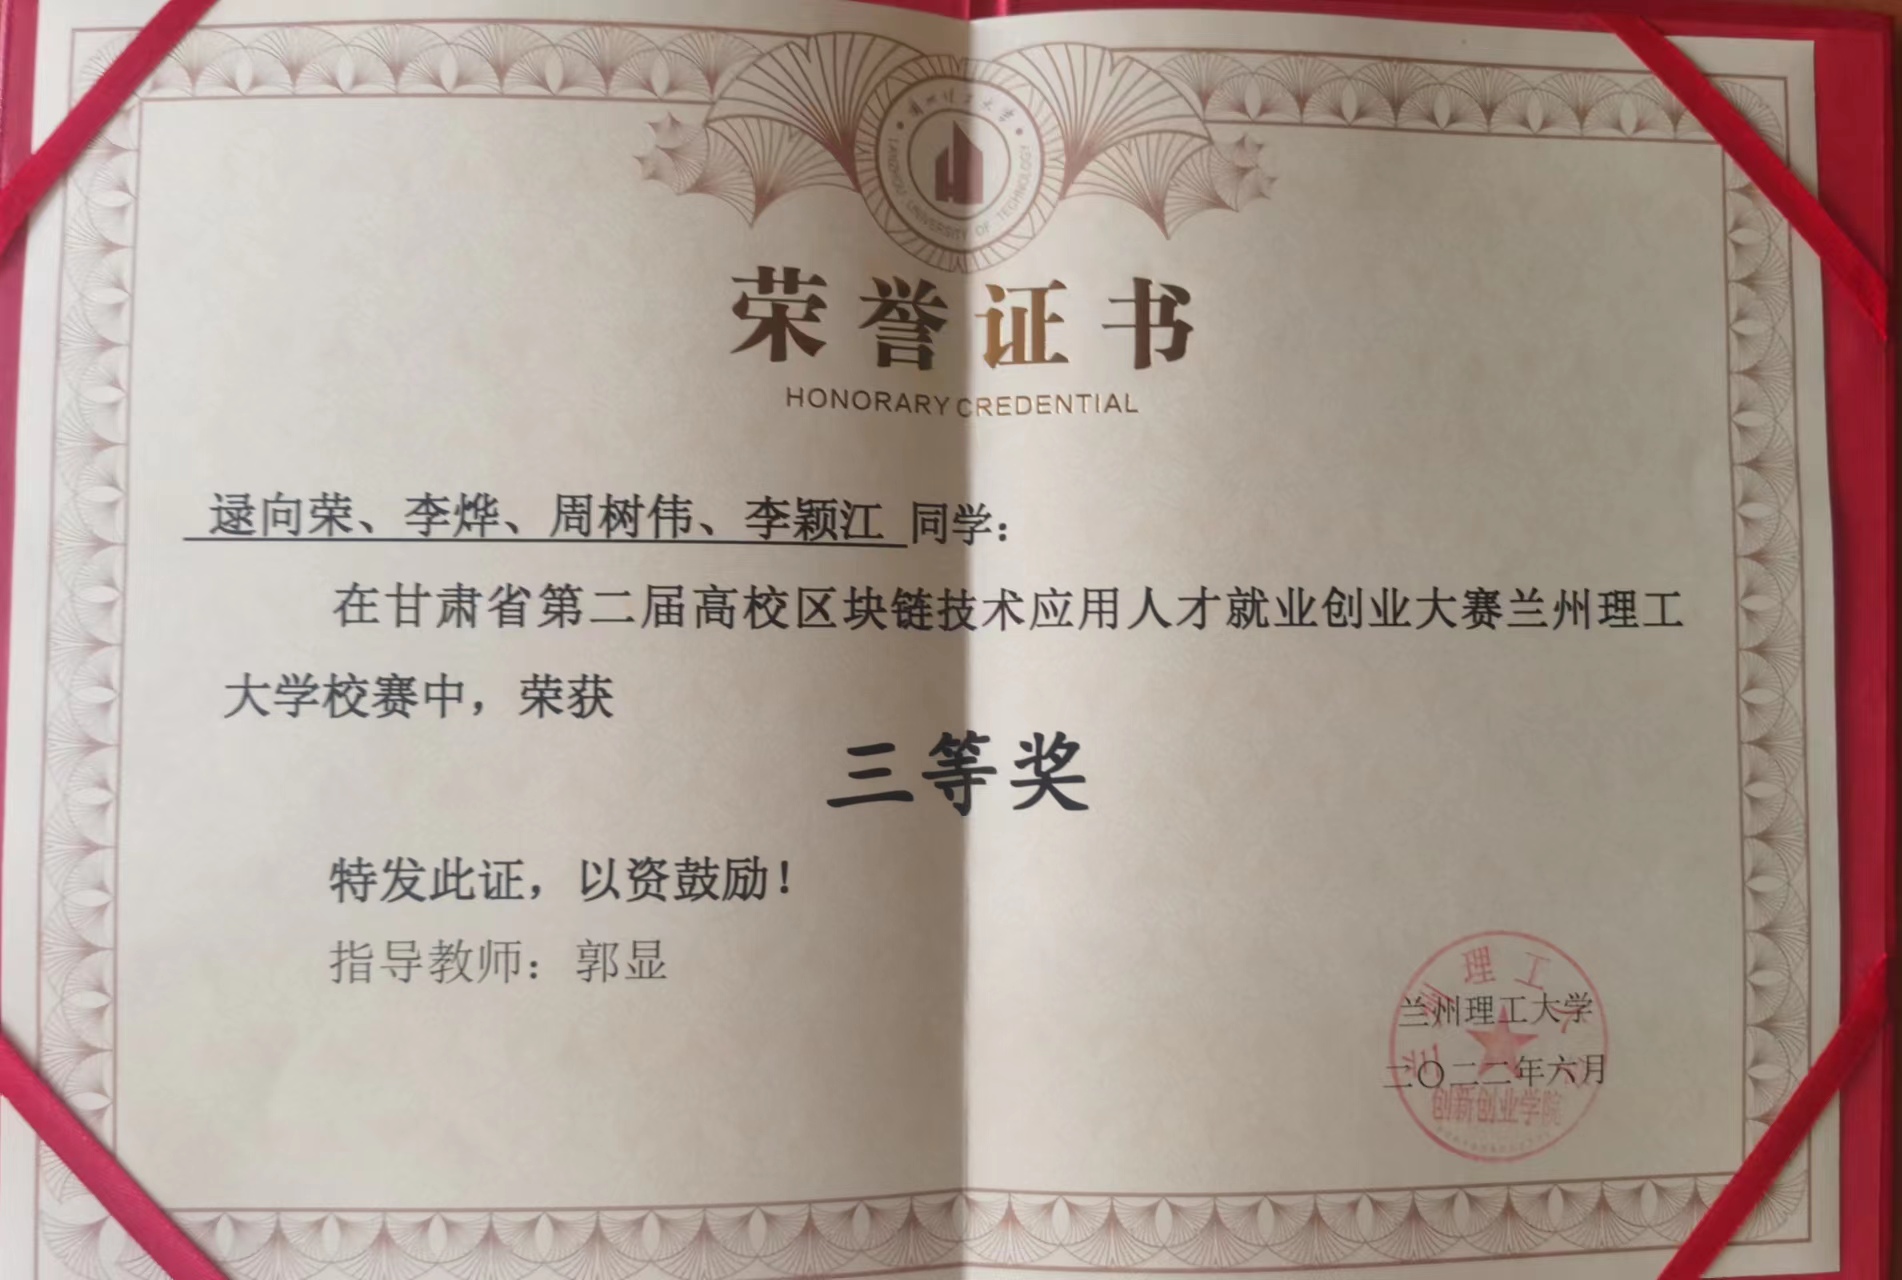 兰州理工大学
LANZHOU UNIVERSITY OF TECHNOLOGY
荣誉证书
HONORARY CREDENTIAL
逯向荣、李烨、周树伟、李颖江 同学：
在甘肃省第二届高校区块链技术应用人才就业创业大赛兰州理工
大学校赛中，荣获
三等奖
特发此证，以资鼓励！
指导教师：郭显
兰州理工大学
二〇二二年六月
理工大
创新创业学院